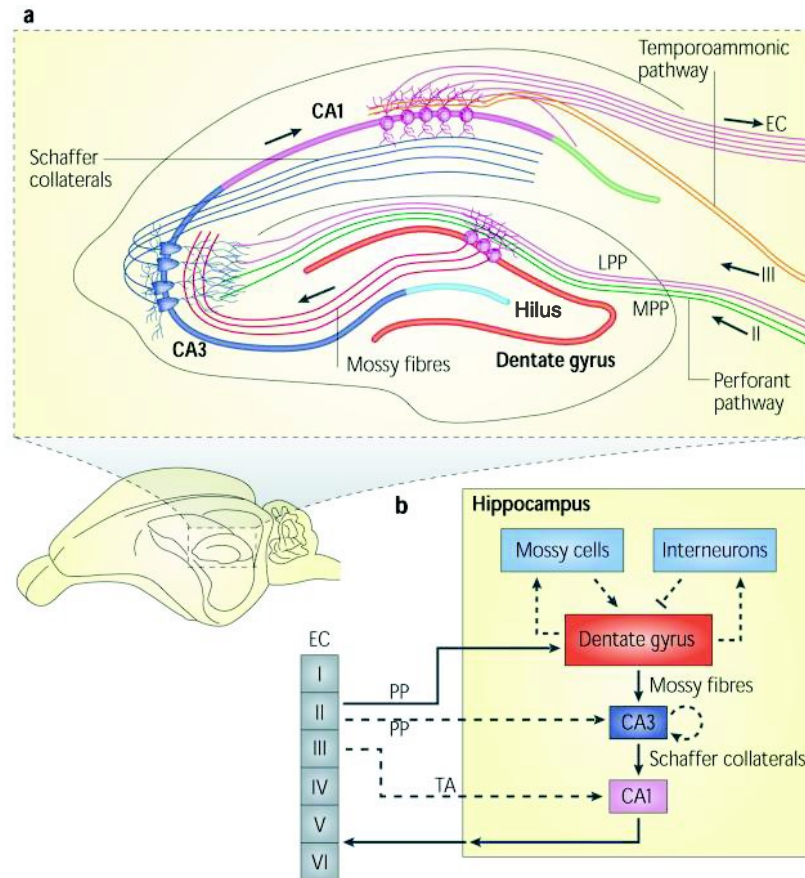 a
Temporoammonic
pathway
CA1
EC
Schaffer
collaterals
LPP
III
Hilus
MPP
II
CA3
Mossy fibres
Dentate gyrus
Perforant
pathway
b
Hippocampus
Mossy cells
Interneurons
EC
Dentate gyrus
I
PP
Mossy fibres
II
CA3
PP
III
Schaffer collaterals
IV
TA
CA1
V
VI